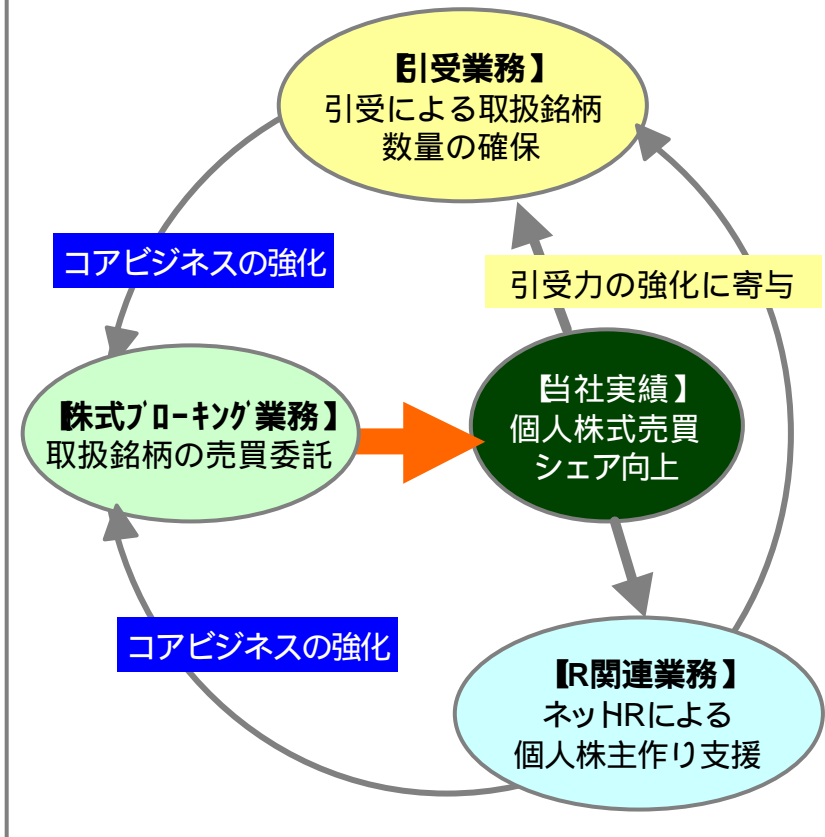 【引受業務】
引受による取扱銘柄
数量の確保
コアビジネスの強化
引受力の強化に寄与
【株式ﾌﾞﾛｰｷﾝｸﾞ業務】
取扱銘柄の売買委託
【当社実績】
個人株式売買
シェア向上
コアビジネスの強化
【IR関連業務】
ネットIRによる
個人株主作り支援